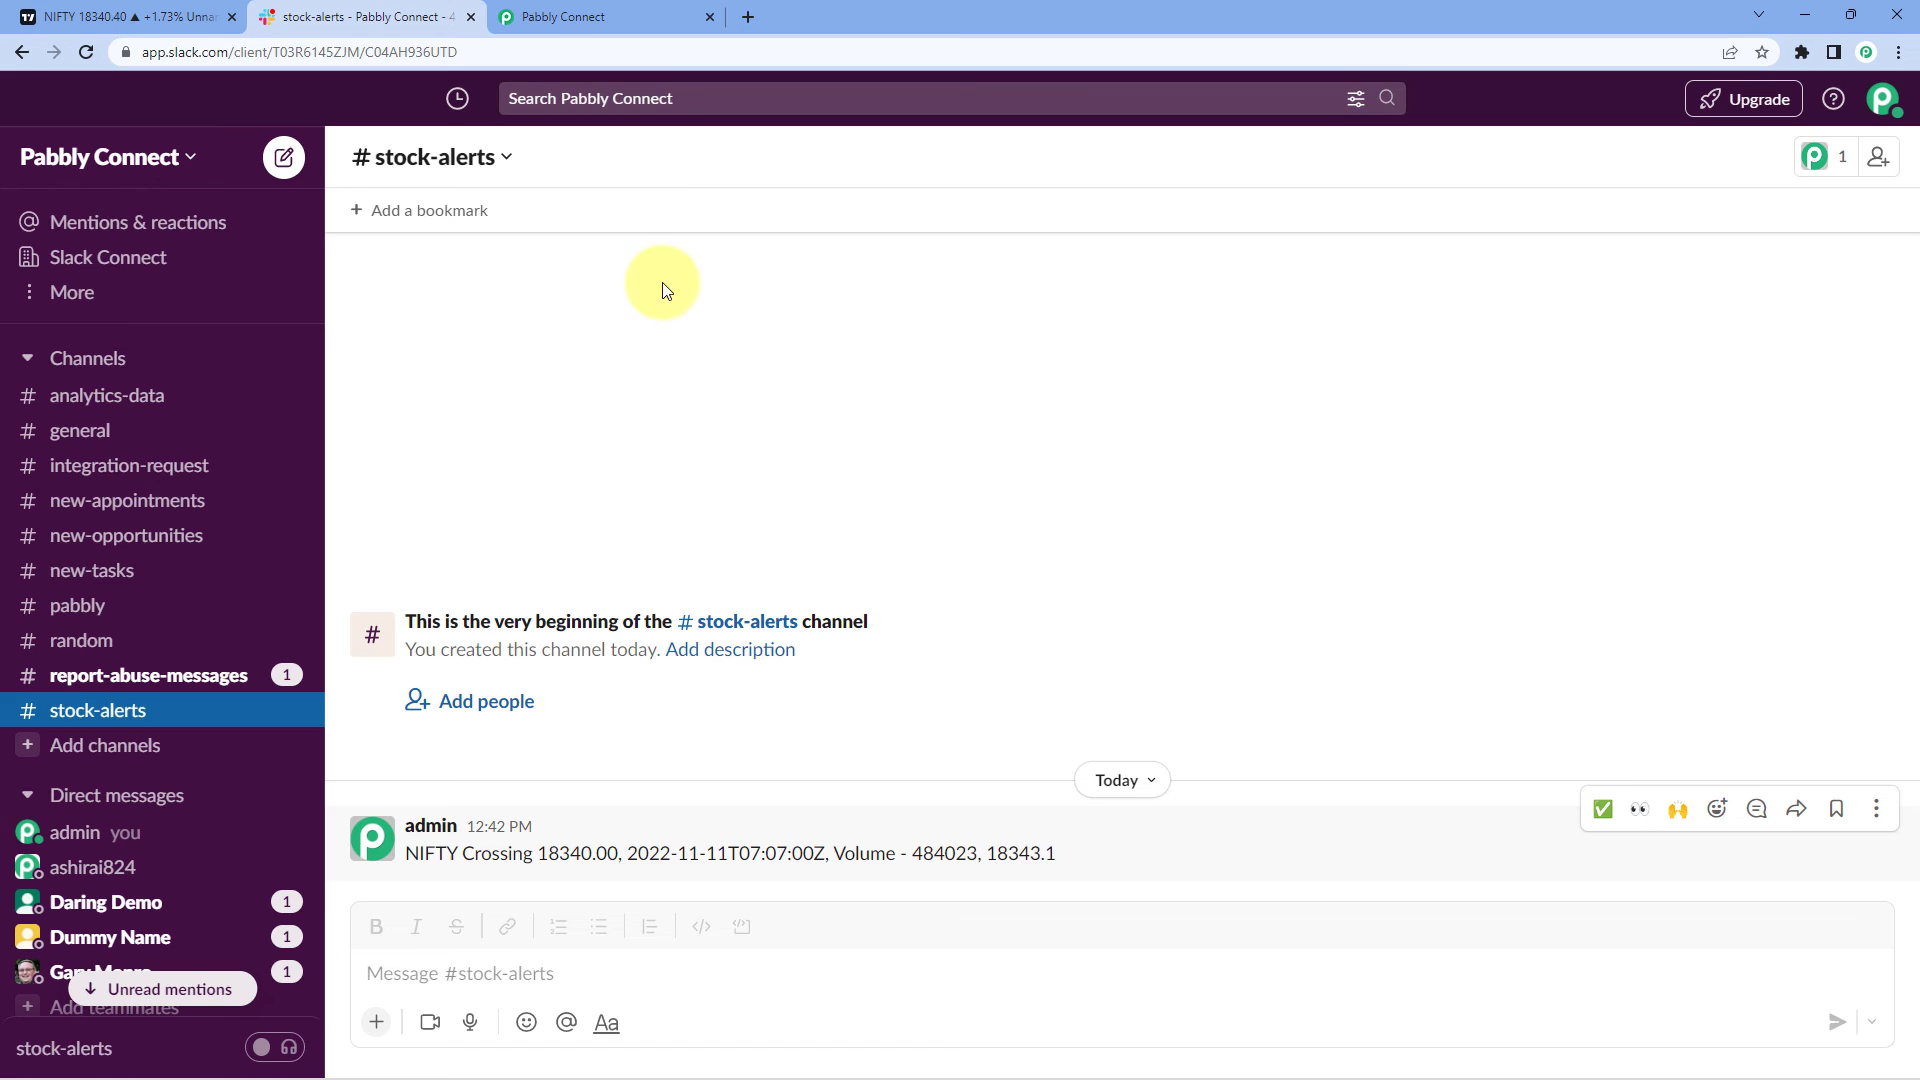 NIFTY 18340.40 ▲ +1.73% Unna
stock-alerts - Pabbly Connect - 4
Pabbly Connect
app.slack.com/client/T03R6145ZJM/C04AH936UTD
Search Pabbly Connect
Upgrade
Pabbly Connect
# stock-alerts
1
Mentions & reactions
+ Add a bookmark
Slack Connect
More
Channels
# analytics-data
# general
# integration-request
# new-appointments
# new-opportunities
# new-tasks
# pabbly
# random
# report-abuse-messages 1
# stock-alerts
+ Add channels
Direct messages
admin you
ashirai824
Daring Demo 1
Dummy Name 1
1
↓ Unread mentions
+ Add teammates
stock-alerts
# This is the very beginning of the # stock-alerts channel
You created this channel today. Add description
Add people
Today
admin 12:42 PM
NIFTY Crossing 18340.00, 2022-11-11T07:07:00Z, Volume - 484023, 18343.1
B I S
Message #stock-alerts
+ @ Aa